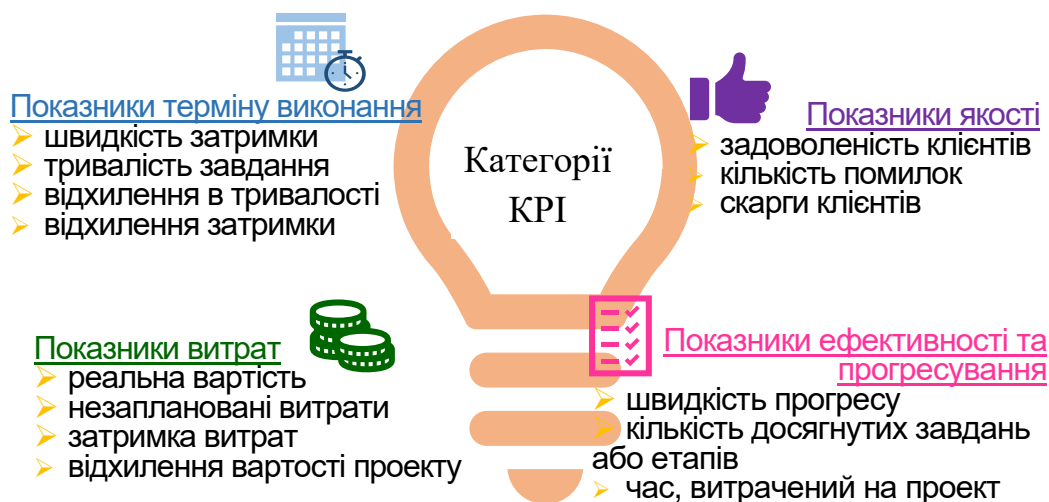 Показники терміну виконання
швидкість затримки
тривалість завдання
відхилення в тривалості
відхилення затримки
Категорії
КРІ
Показники якості
задоволеність клієнтів
кількість помилок
скарги клієнтів
Показники витрат
реальна вартість
незаплановані витрати
затримка витрат
відхилення вартості проекту
Показники ефективності та
прогресування
швидкість прогресу
кількість досягнутих завдань
або етапів
час, витрачений на проект